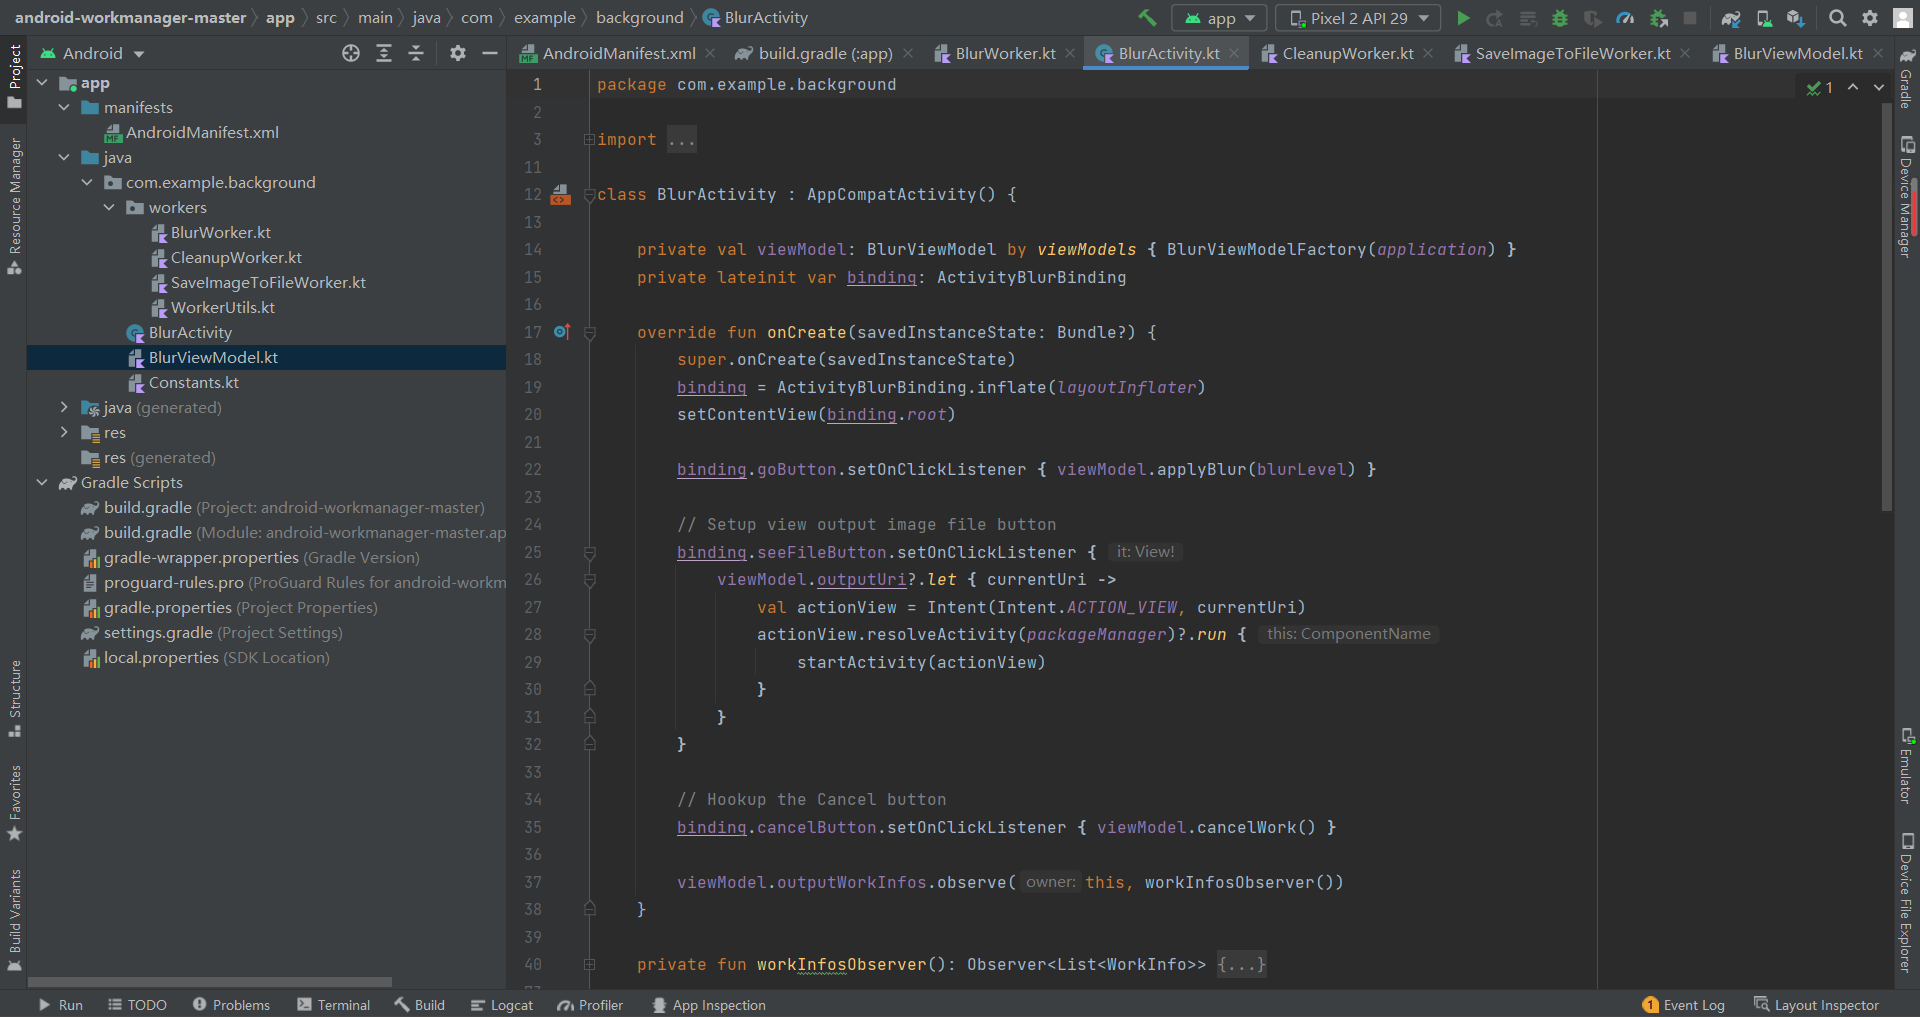 android-workmanager-master app src main java com example background BlurActivity
app
Pixel 2 API 29
Android
AndroidManifest.xml
build.gradle (:app)
BlurWorker.kt
BlurActivity.kt
CleanupWorker.kt
SaveImageToFileWorker.kt
BlurViewModel.kt
Project
Resource Manager
Structure
Favorites
Build Variants
app
manifests
AndroidManifest.xml
java
com.example.background
workers
BlurWorker.kt
CleanupWorker.kt
SaveImageToFileWorker.kt
WorkerUtils.kt
BlurActivity
BlurViewModel.kt
Constants.kt
java (generated)
res
res (generated)
Gradle Scripts
build.gradle (Project: android-workmanager-master)
build.gradle (Module: android-workmanager-master.ap
gradle-wrapper.properties (Gradle Version)
proguard-rules.pro (ProGuard Rules for android-workm
gradle.properties (Project Properties)
settings.gradle (Project Settings)
local.properties (SDK Location)
1 package com.example.background
2
3 import ...
11
12 class BlurActivity : AppCompatActivity() {
13
14 private val viewModel: BlurViewModel by viewModels { BlurViewModelFactory(application) }
15 private lateinit var binding: ActivityBlurBinding
16
17 override fun onCreate(savedInstanceState: Bundle?) {
18 super.onCreate(savedInstanceState)
19 binding = ActivityBlurBinding.inflate(layoutInflater)
20 setContentView(binding.root)
21
22 binding.goButton.setOnClickListener { viewModel.applyBlur(blurLevel) }
23
24 // Setup view output image file button
25 binding.seeFileButton.setOnClickListener { it: View!
26 viewModel.outputUri?.let { currentUri ->
27 val actionView = Intent(Intent.ACTION_VIEW, currentUri)
28 actionView.resolveActivity(packageManager)?.run { this: ComponentName
29 startActivity(actionView)
30 }
31 }
32 }
33
34 // Hookup the Cancel button
35 binding.cancelButton.setOnClickListener { viewModel.cancelWork() }
36
37 viewModel.outputWorkInfos.observe( owner: this, workInfosObserver())
38 }
39
40 private fun workInfosObserver(): Observer<List<WorkInfo>> {...}
1
Gradle
Device Manager
Emulator
Device File Explorer
Run
TODO
Problems
Terminal
Build
Logcat
Profiler
App Inspection
1 Event Log
Layout Inspector